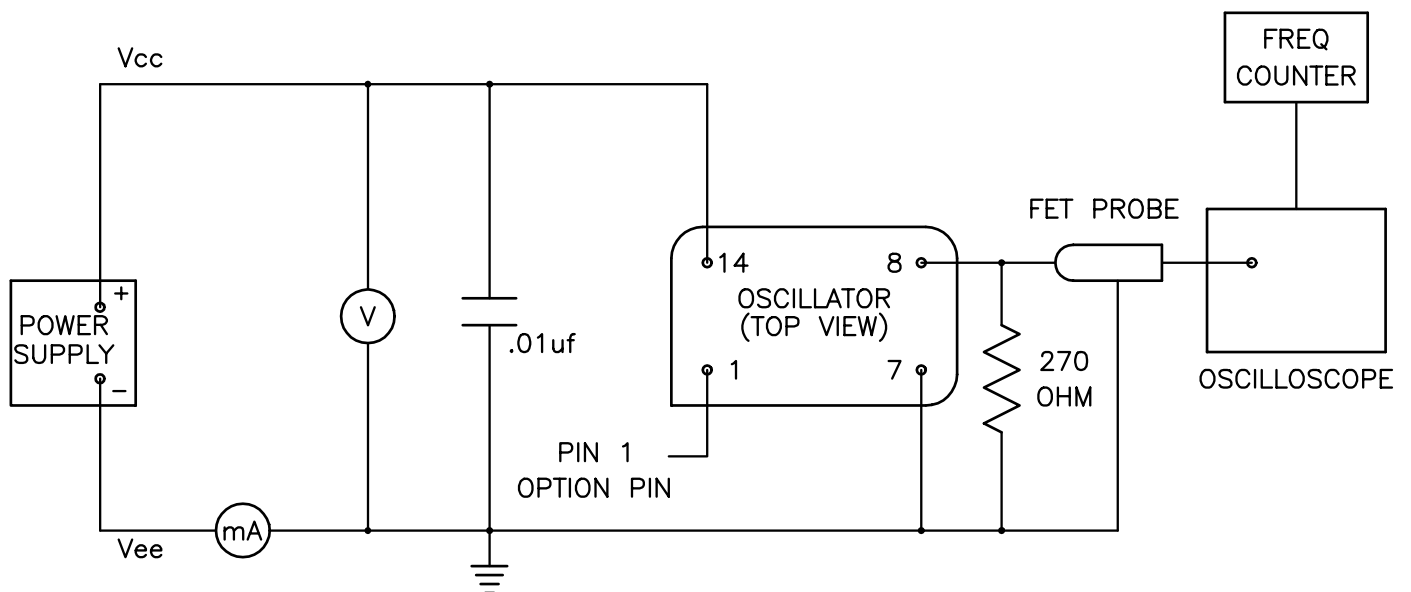 Vcc
FREQ
COUNTER
FET PROBE
14
8
OSCILLATOR
(TOP VIEW)
+
POWER
SUPPLY
−
V
.01uf
1
7
270
OHM
OSCILLOSCOPE
PIN 1
OPTION PIN
mA
Vee